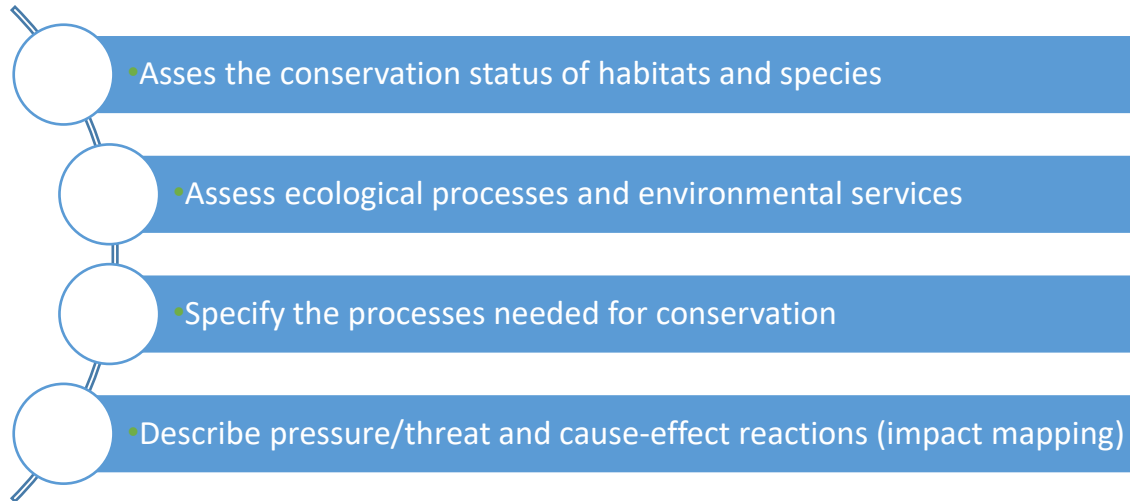 ▪Asses the conservation status of habitats and species
▪Assess ecological processes and environmental services
▪Specify the processes needed for conservation
▪Describe pressure/threat and cause-effect reactions (impact mapping)